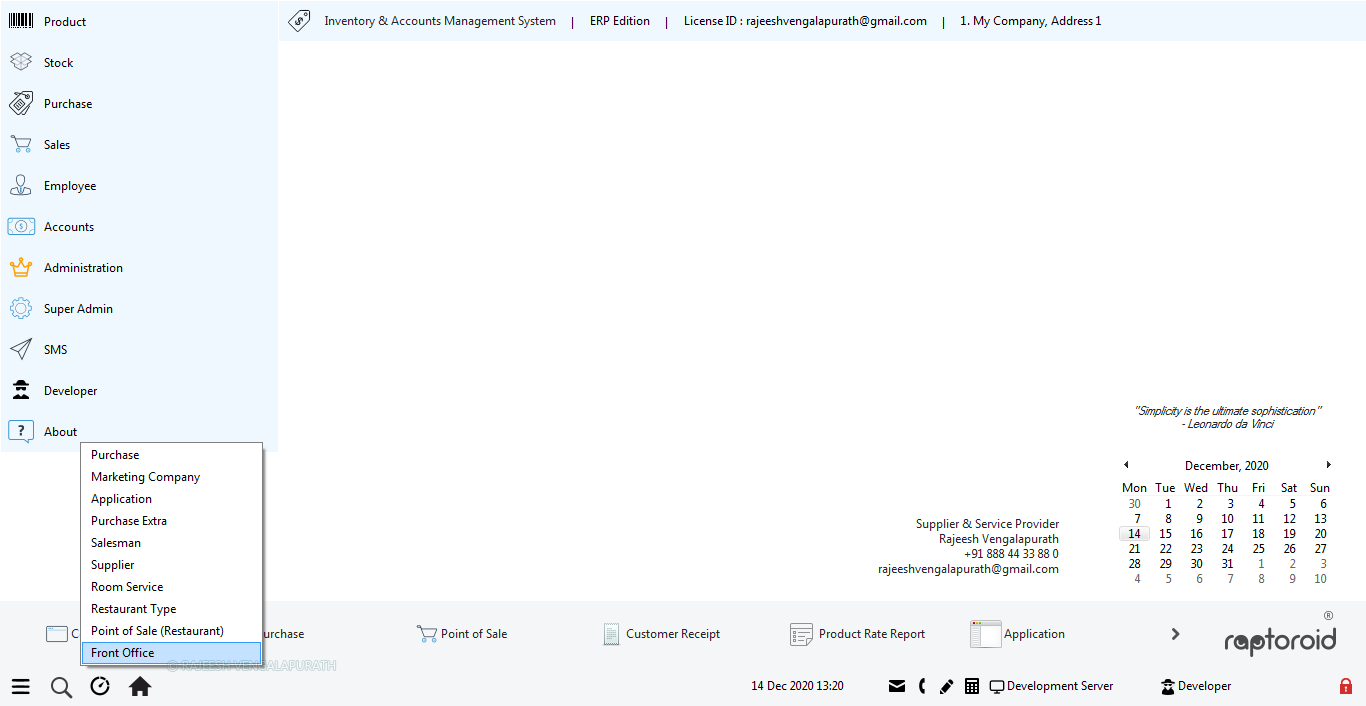 Product
Inventory & Accounts Management System | ERP Edition | License ID : rajeeshvengalapurath@gmail.com | 1. My Company, Address 1
Stock
Purchase
Sales
Employee
Accounts
Administration
Super Admin
SMS
Developer
? About
Purchase
Marketing Company
Application
Purchase Extra
Salesman
Supplier
Room Service
Restaurant Type
Point of Sale (Restaurant)
Front Office
"Simplicity is the ultimate sophistication"
- Leonardo da Vinci
December, 2020
Mon Tue Wed Thu Fri Sat Sun
30 1 2 3 4 5 6
7 8 9 10 11 12 13
14 15 16 17 18 19 20
21 22 23 24 25 26 27
28 29 30 31 1 2 3
4 5 6 7 8 9 10
Supplier & Service Provider
Rajeesh Vengalapurath
+91 888 44 33 88 0
rajeeshvengalapurath@gmail.com
C urchase Point of Sale Customer Receipt Product Rate Report Application
raptoroid ®
© RAJEESH VENGALAPURATH
14 Dec 2020 13:20 Development Server Developer